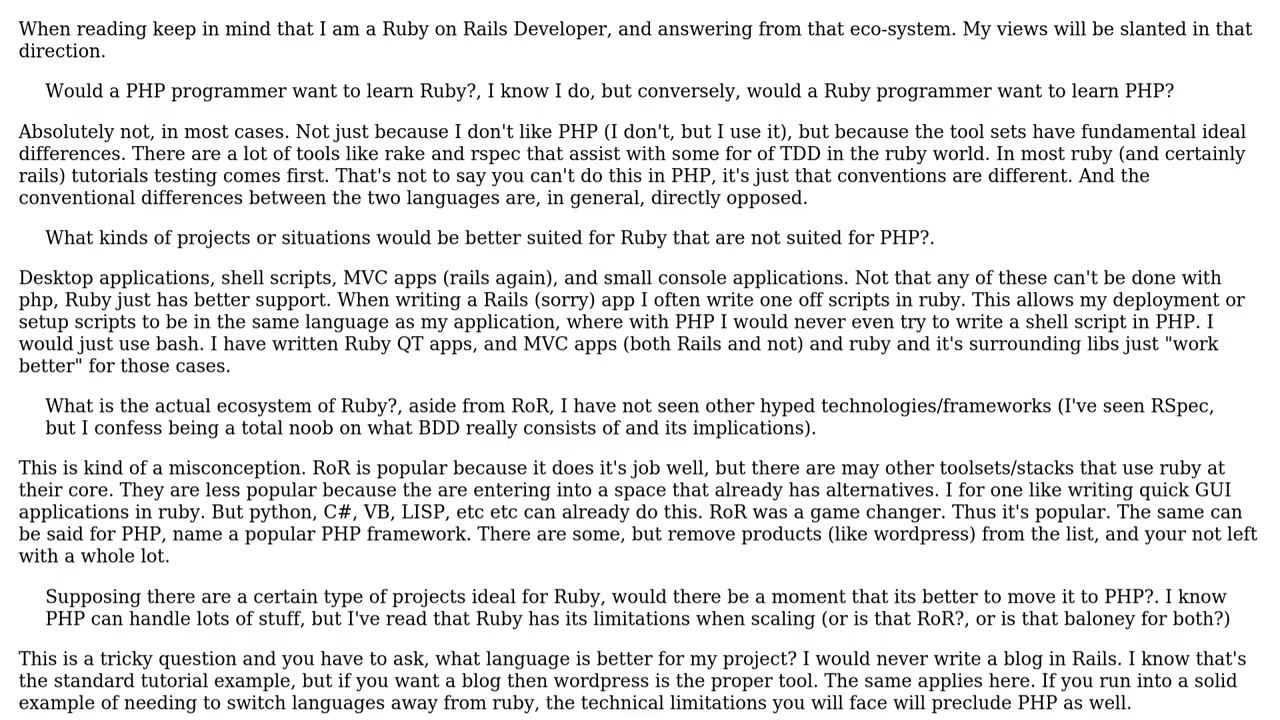 When reading keep in mind that I am a Ruby on Rails Developer, and answering from that eco-system. My views will be slanted in that
direction.
Would a PHP programmer want to learn Ruby?, I know I do, but conversely, would a Ruby programmer want to learn PHP?
Absolutely not, in most cases. Not just because I don't like PHP (I don't, but I use it), but because the tool sets have fundamental ideal
differences. There are a lot of tools like rake and rspec that assist with some for of TDD in the ruby world. In most ruby (and certainly
rails) tutorials testing comes first. That's not to say you can't do this in PHP, it's just that conventions are different. And the
conventional differences between the two languages are, in general, directly opposed.
What kinds of projects or situations would be better suited for Ruby that are not suited for PHP?.
Desktop applications, shell scripts, MVC apps (rails again), and small console applications. Not that any of these can't be done with
php, Ruby just has better support. When writing a Rails (sorry) app I often write one off scripts in ruby. This allows my deployment or
setup scripts to be in the same language as my application, where with PHP I would never even try to write a shell script in PHP. I
would just use bash. I have written Ruby QT apps, and MVC apps (both Rails and not) and ruby and it's surrounding libs just "work
better" for those cases.
What is the actual ecosystem of Ruby?, aside from RoR, I have not seen other hyped technologies/frameworks (I've seen RSpec,
but I confess being a total noob on what BDD really consists of and its implications).
This is kind of a misconception. RoR is popular because it does it's job well, but there are may other toolsets/stacks that use ruby at
their core. They are less popular because the are entering into a space that already has alternatives. I for one like writing quick GUI
applications in ruby. But python, C#, VB, LISP, etc etc can already do this. RoR was a game changer. Thus it's popular. The same can
be said for PHP, name a popular PHP framework. There are some, but remove products (like wordpress) from the list, and your not left
with a whole lot.
Supposing there are a certain type of projects ideal for Ruby, would there be a moment that its better to move it to PHP?. I know
PHP can handle lots of stuff, but I've read that Ruby has its limitations when scaling (or is that RoR?, or is that baloney for both?)
This is a tricky question and you have to ask, what language is better for my project? I would never write a blog in Rails. I know that's
the standard tutorial example, but if you want a blog then wordpress is the proper tool. The same applies here. If you run into a solid
example of needing to switch languages away from ruby, the technical limitations you will face will preclude PHP as well.